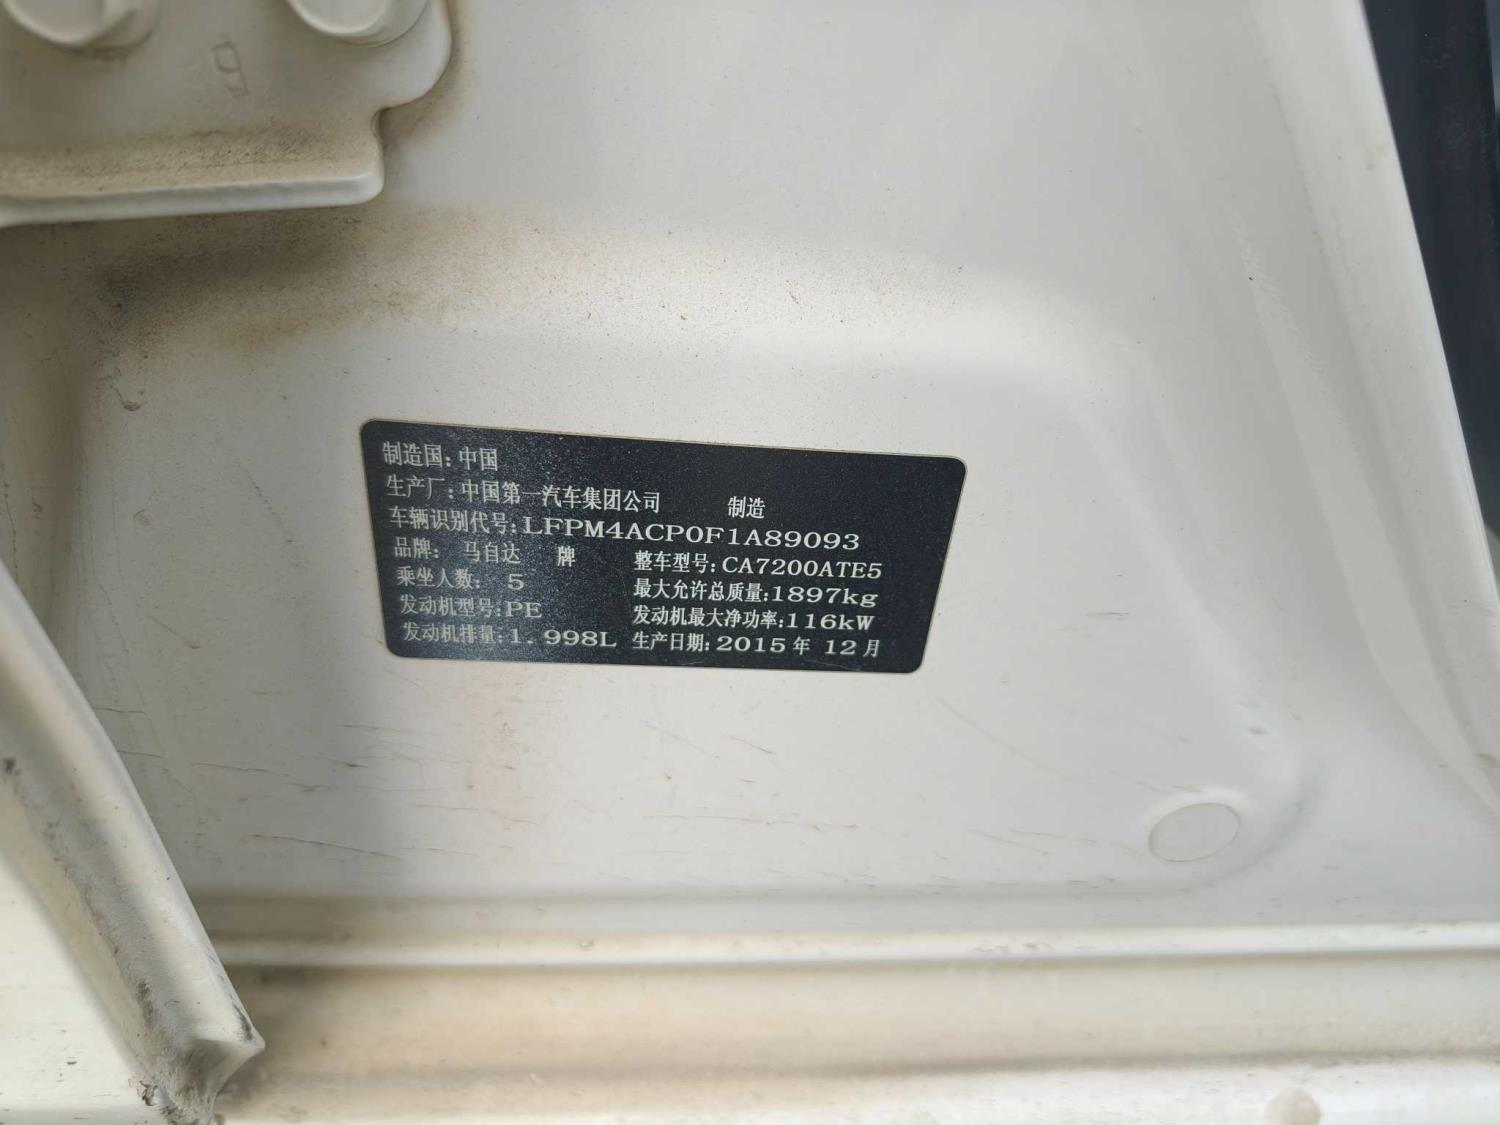 制造国：中国
生产厂：中国第一汽车集团公司 制造
车辆识别代号：LFPM4ACP0F1A89093
品牌： 马自达 牌 整车型号：CA7200ATE5
乘坐人数： 5 最大允许总质量：1897kg
发动机型号：PE 发动机最大净功率：116kW
发动机排量：1.998L 生产日期：2015年 12月